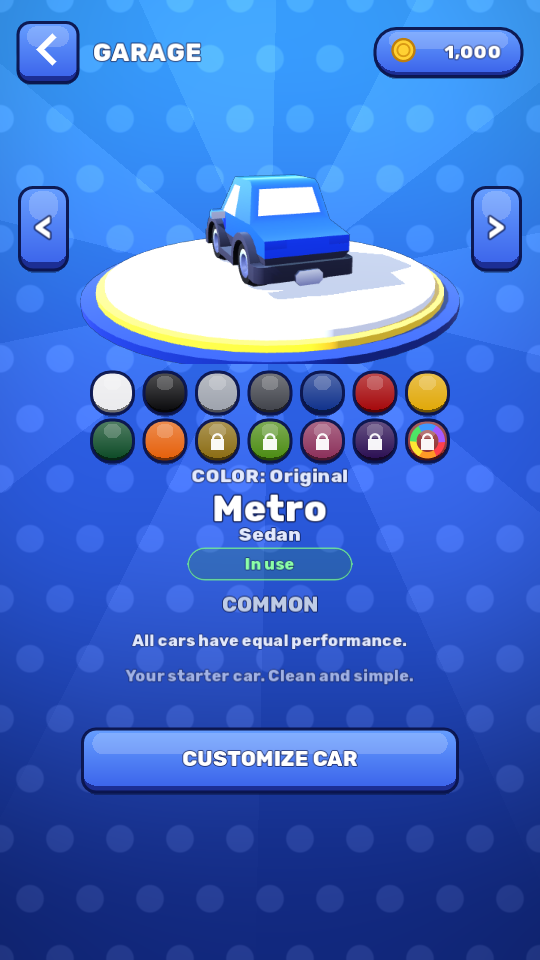 GARAGE
1,000
<
>
COLOR: Original
Metro
Sedan
In use
COMMON
All cars have equal performance.
Your starter car. Clean and simple.
CUSTOMIZE CAR